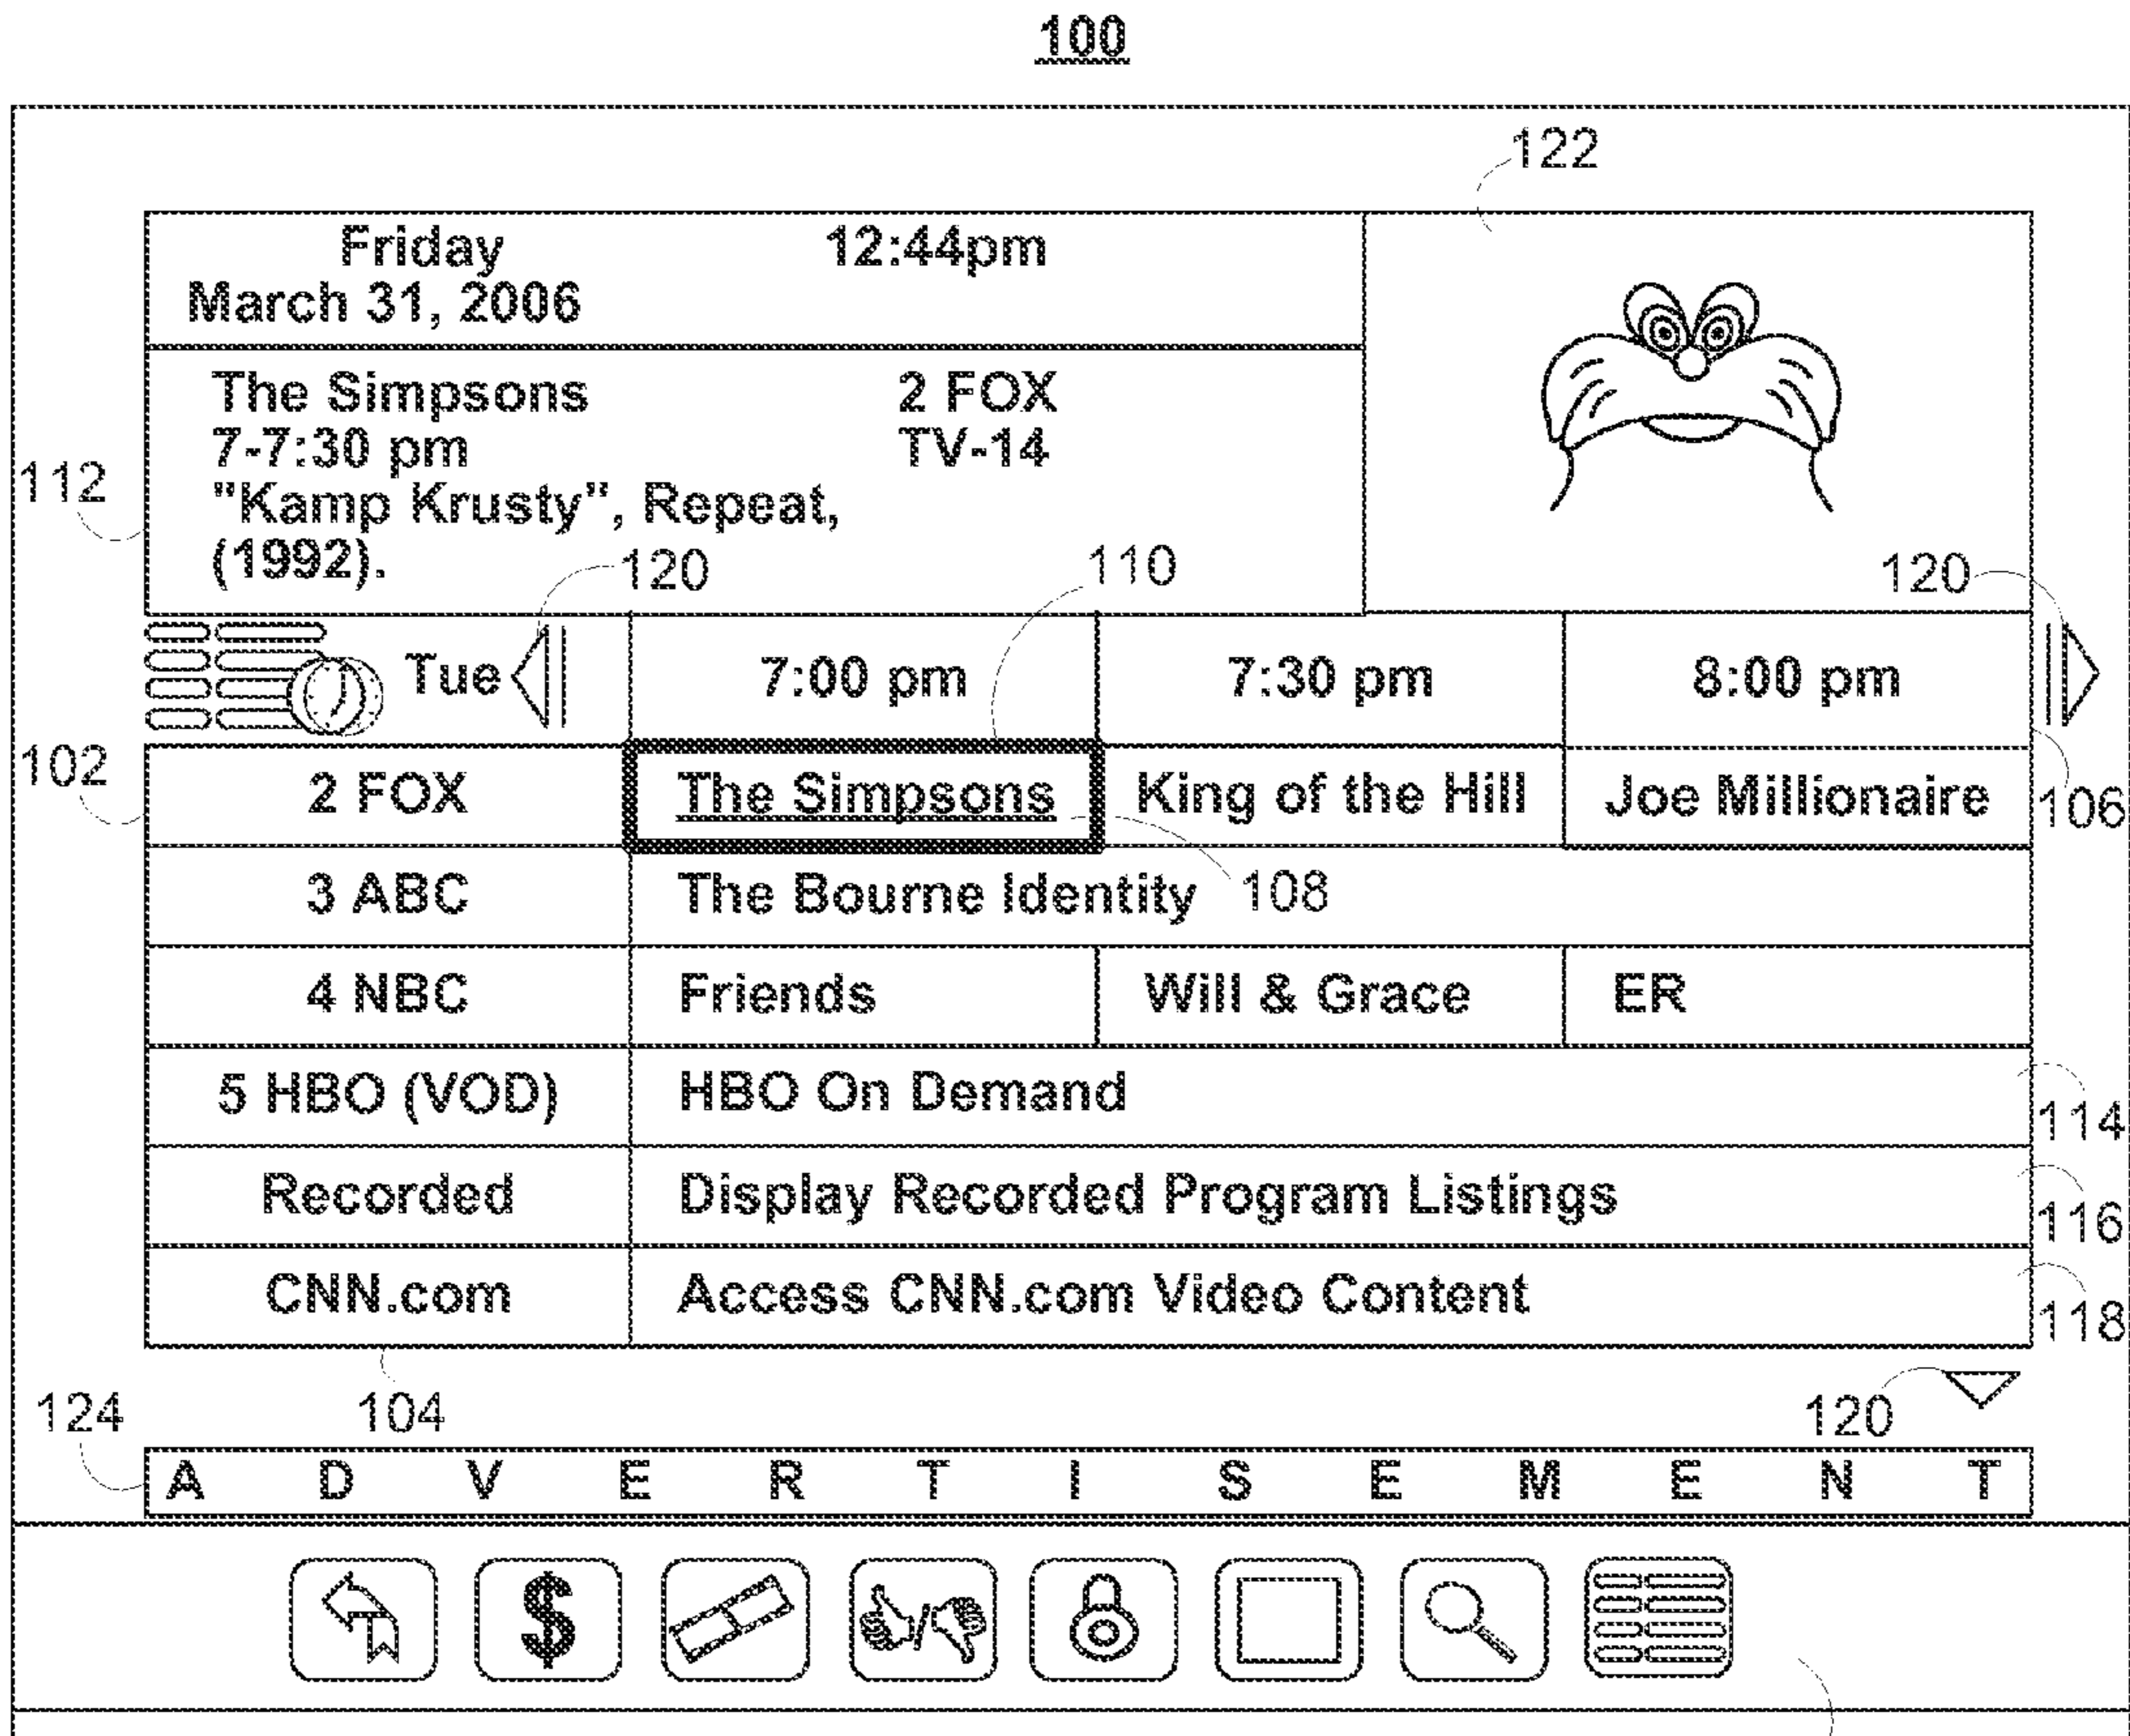 100
122
Friday 12:44pm
March 31, 2006
The Simpsons 2 FOX
7-7:30 pm TV-14
112
"Kamp Krusty", Repeat,
(1992).
120 110 120
Tue 7:00 pm 7:30 pm 8:00 pm
102
2 FOX The Simpsons King of the Hill Joe Millionaire
106
3 ABC The Bourne Identity 108
4 NBC Friends Will & Grace ER
5 HBO (VOD) HBO On Demand
114
Recorded Display Recorded Program Listings
116
CNN.com Access CNN.com Video Content
118
124 104 120
A D V E R T I S E M E N T
$